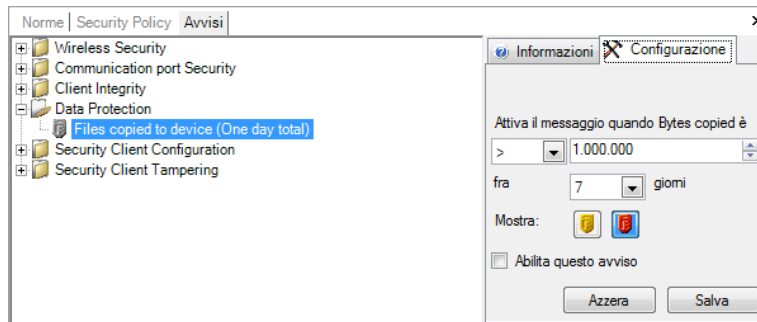 Norme Security Policy Avvisi
Wireless Security
Communication port Security
Client Integrity
Data Protection
Files copied to device (One day total)
Security Client Configuration
Security Client Tampering
Informazioni Configurazione
Attiva il messaggio quando Bytes copied è
> 1.000.000
fra 7 giorni
Mostra:
Abilita questo avviso
Azzera Salva